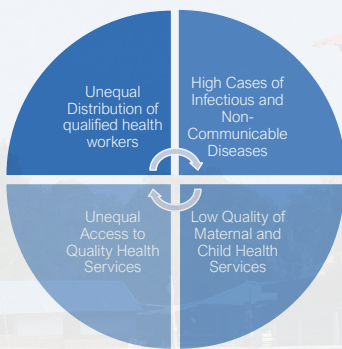 Unequal
Distribution of
qualified health
workers
High Cases of
Infectious and
Non-
Communicable
Diseases
Unequal
Access to
Quality Health
Services
Low Quality of
Maternal and
Child Health
Services